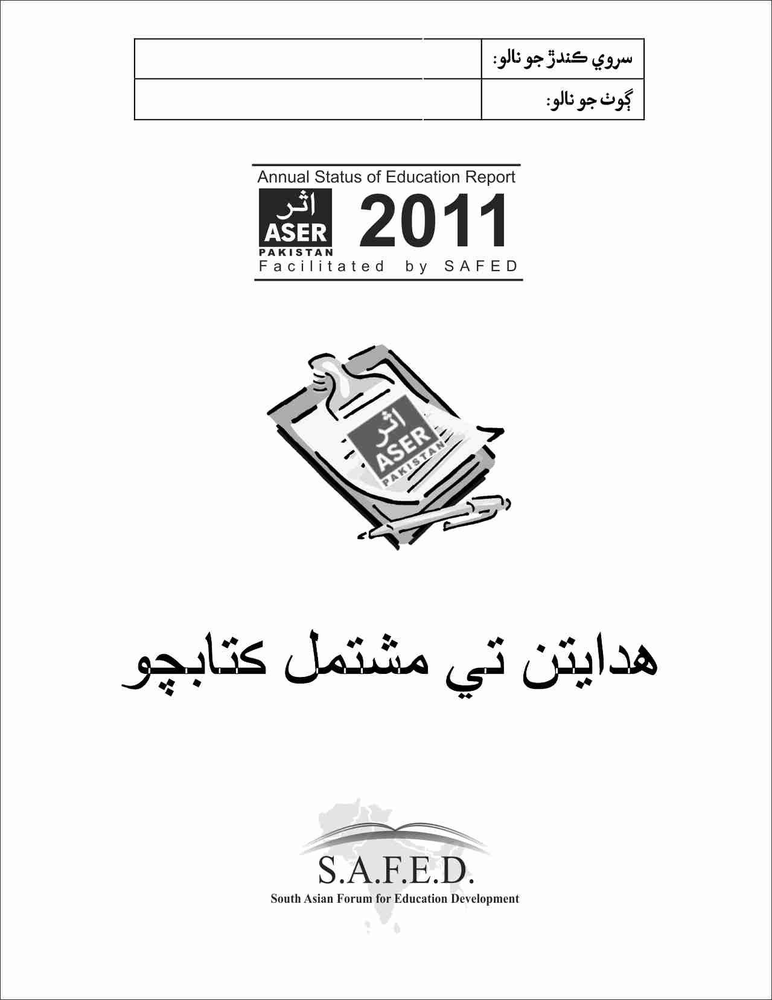 سروي ڪندڙ جو نالو:
ڳوٺ جو نالو:
Annual Status of Education Report
اثر
ASER
PAKISTAN
2011
Facilitated by SAFED
اثر
ASER
PAKISTAN
هدايتن تي مشتمل ڪتابچو
S.A.F.E.D.
South Asian Forum for Education Development